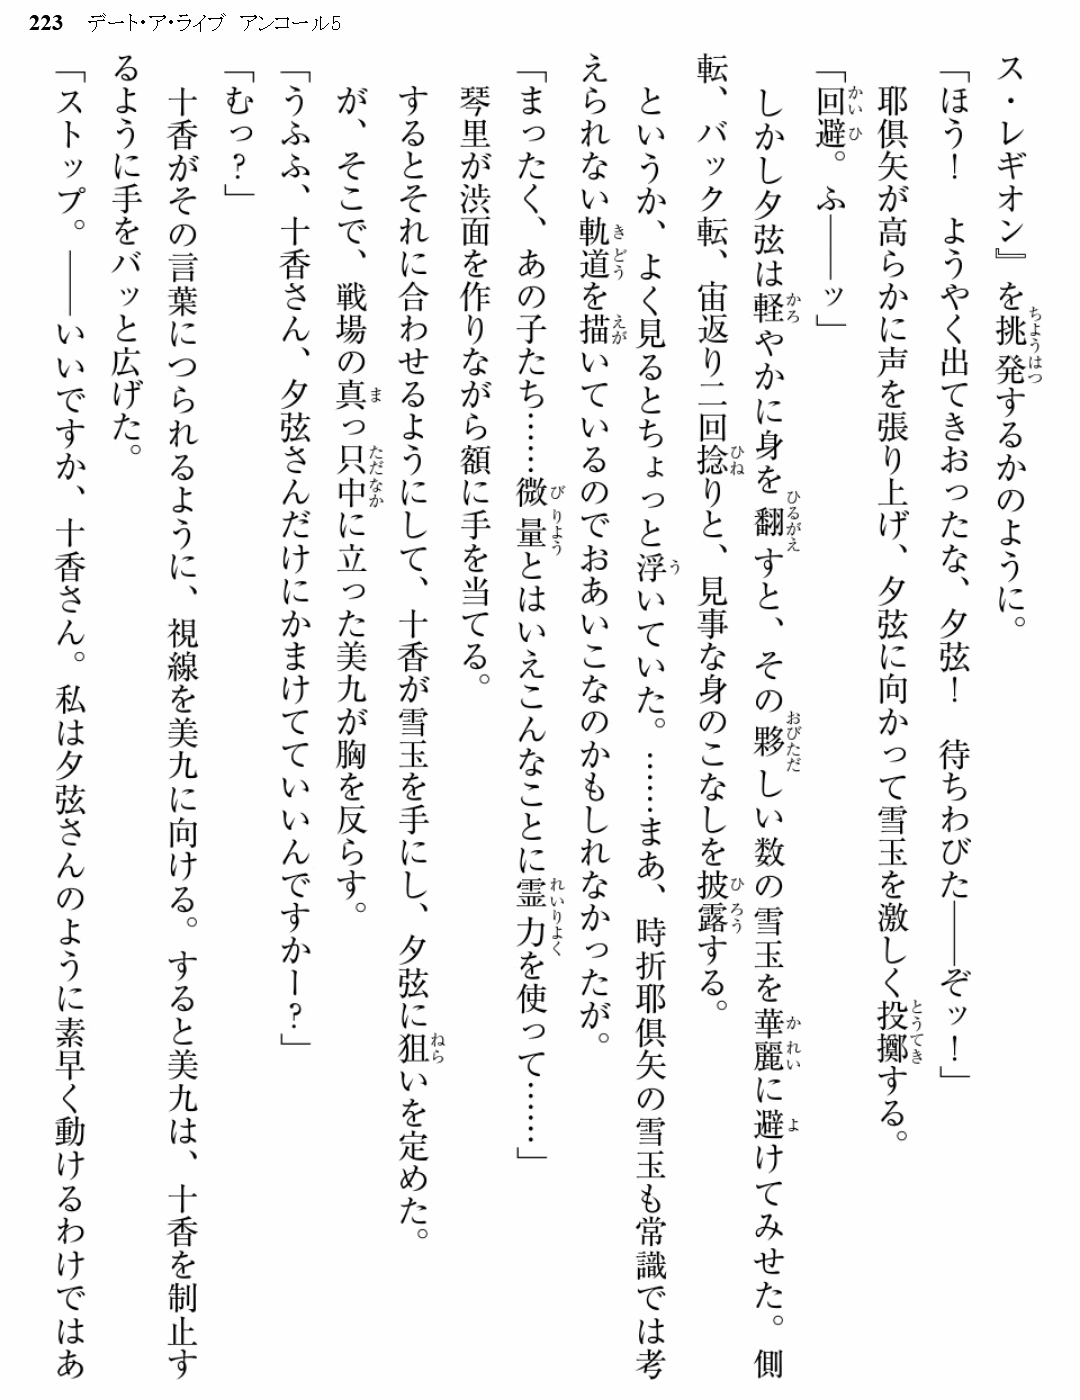 223 デート・ア・ライブ アンコール5
ス・レギオン』を挑発するかのように。
「ほう！　ようやく出てきおったな、夕弦！　待ちわびた――ぞッ！」
耶倶矢が高らかに声を張り上げ、夕弦に向かって雪玉を激しく投擲する。
「回避。ふ――ッ」
しかし夕弦は軽やかに身を翻すと、その夥しい数の雪玉を華麗に避けてみせた。側
転、バック転、宙返り二回捻りと、見事な身のこなしを披露する。
というか、よく見るとちょっと浮いていた。……まあ、時折耶倶矢の雪玉も常識では考
えられない軌道を描いているのでおあいこなのかもしれなかったが。
「まったく、あの子たち……微量とはいえこんなことに霊力を使って……」
琴里が渋面を作りながら額に手を当てる。
するとそれに合わせるようにして、十香が雪玉を手にし、夕弦に狙いを定めた。
が、そこで、戦場の真っ只中に立った美九が胸を反らす。
「うふふ、十香さん、夕弦さんだけにかまけてていいんですかー？」
「むっ？」
十香がその言葉につられるように、視線を美九に向ける。すると美九は、十香を制止す
るように手をバッと広げた。
「ストップ。――いいですか、十香さん。私は夕弦さんのように素早く動けるわけではあ